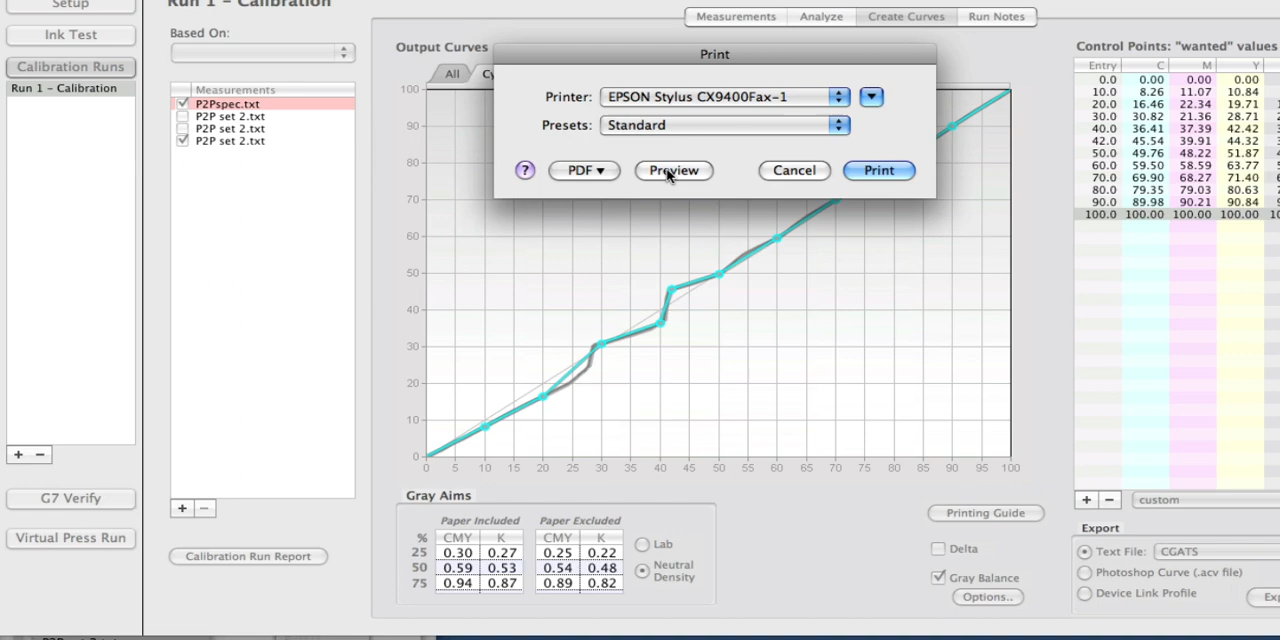 Setup
Run 1 – Calibration
Measurements
Analyze
Create Curves
Run Notes
Ink Test
Based On:
Output Curves
Print
Control Points: "wanted" values
Calibration Runs
All
Run 1 – Calibration
Measurements
P2Pspec.txt
P2P set 2.txt
P2P set 2.txt
P2P set 2.txt
Printer: EPSON Stylus CX9400Fax-1
Presets: Standard
? PDF Preview Cancel Print
Entry C M Y
0.0 0.00 0.00 0.00
10.0 8.26 11.07 10.84
20.0 16.46 22.34 19.71
30.0 30.82 21.36 28.71
40.0 36.41 37.39 42.42
42.0 45.54 39.91 44.32
50.0 49.76 48.22 51.87
60.0 59.50 58.59 63.77
70.0 69.90 68.27 71.40
80.0 79.35 79.03 80.63
90.0 89.98 90.21 90.84
100.0 100.00 100.00 100.00
100
90
80
70
60
50
40
30
20
10
0
0 5 10 15 20 25 30 35 40 45 50 55 60 65 70 75 80 85 90 95 100
+ −
G7 Verify
Virtual Press Run
+ −
Calibration Run Report
Gray Aims
Paper Included Paper Excluded
% CMY K CMY K
25 0.30 0.27 0.25 0.22
50 0.59 0.53 0.54 0.48
75 0.94 0.87 0.89 0.82
Lab
Neutral
Density
Printing Guide
Delta
Gray Balance
Options..
+ − custom
Export
Text File: CGATS
Photoshop Curve (.acv file)
Device Link Profile